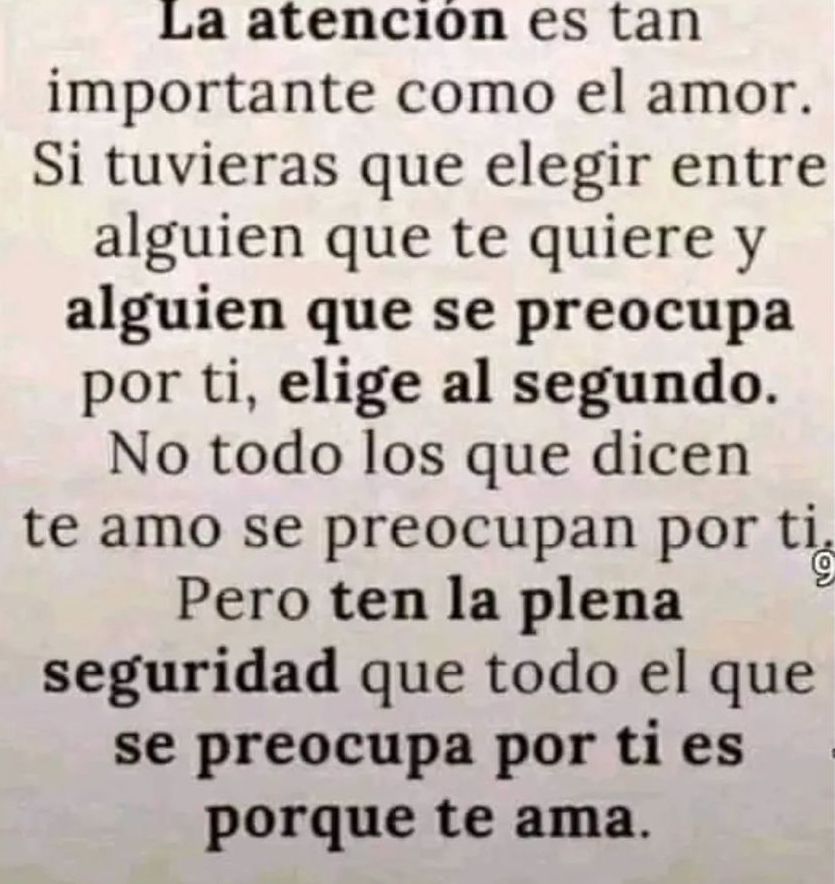 La atención es tan
importante como el amor.
Si tuvieras que elegir entre
alguien que te quiere y
alguien que se preocupa
por ti, elige al segundo.
No todo los que dicen
te amo se preocupan por ti.
9
Pero ten la plena
seguridad que todo el que
se preocupa por ti es
porque te ama.